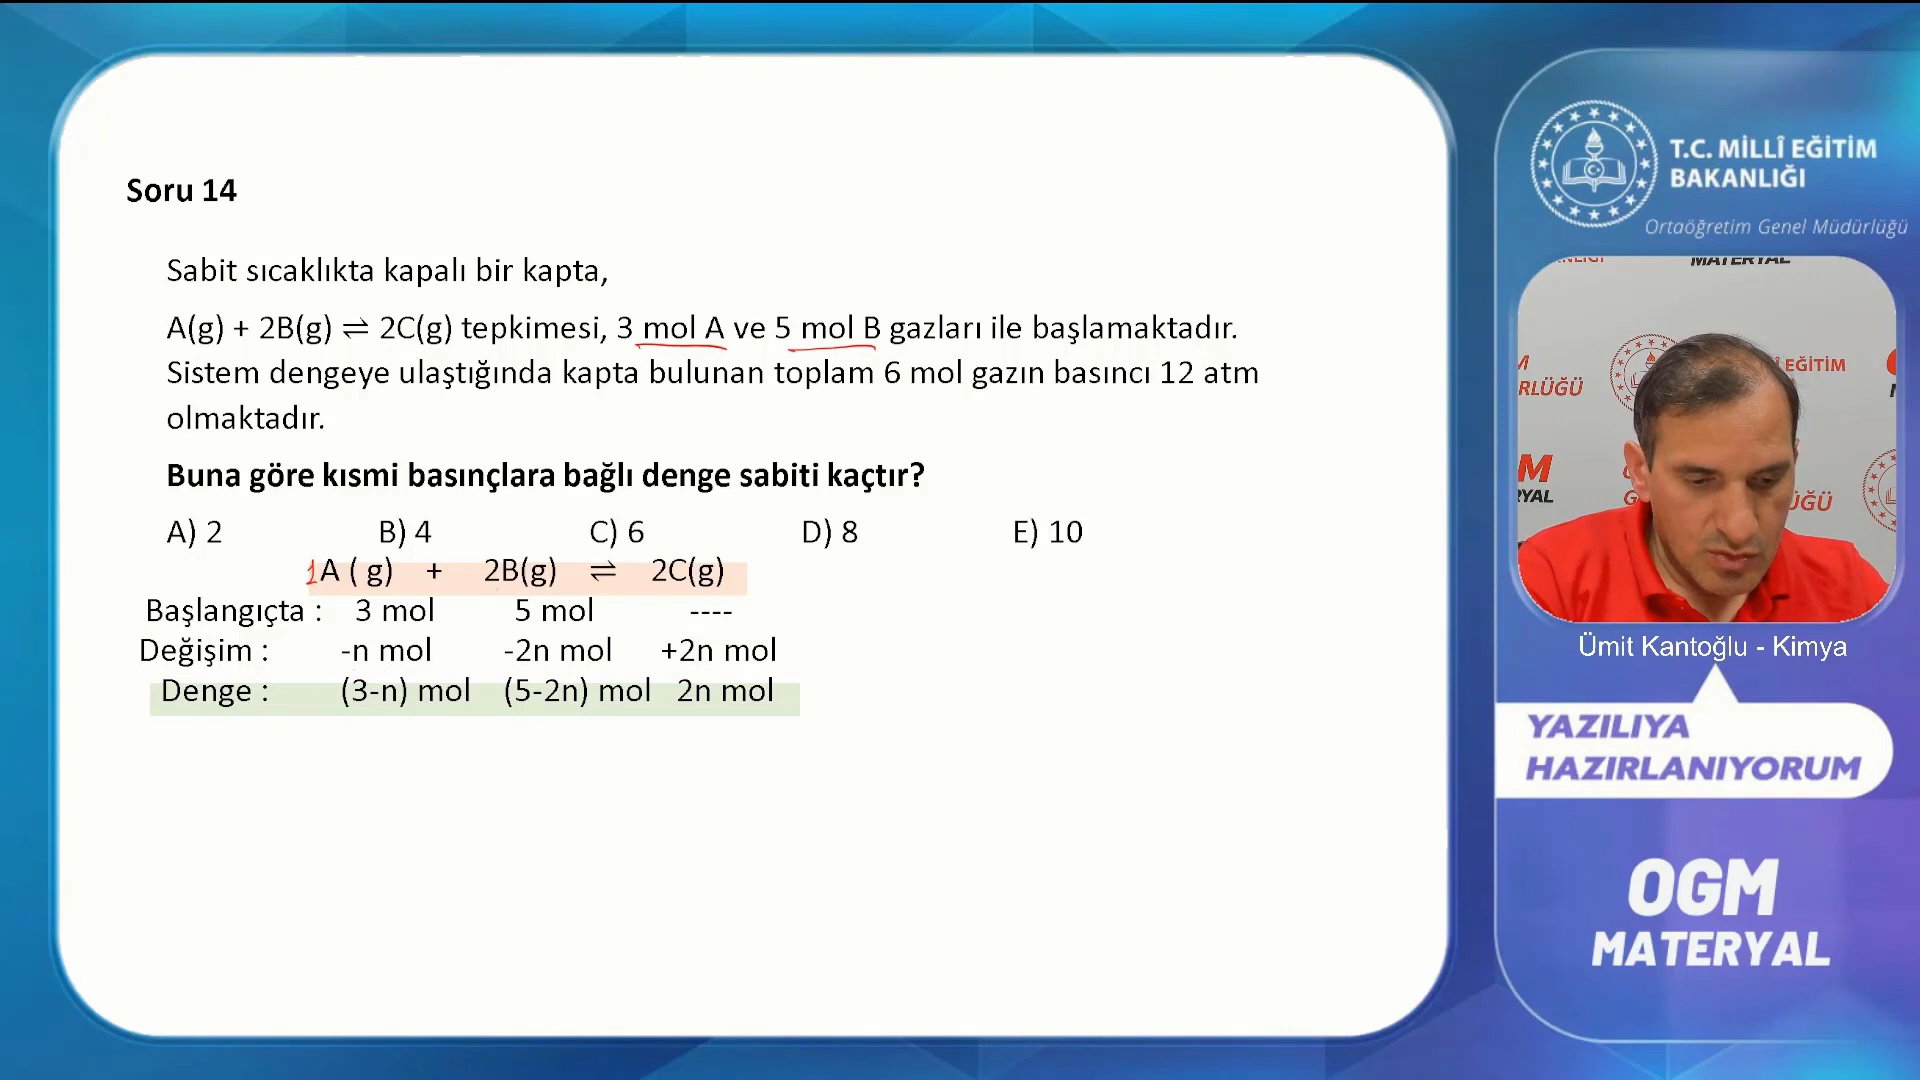 Soru 14
Sabit sıcaklıkta kapalı bir kapta,
A(g) + 2B(g) ⇌ 2C(g) tepkimesi, 3 mol A ve 5 mol B gazları ile başlamaktadır.
Sistem dengeye ulaştığında kapta bulunan toplam 6 mol gazın basıncı 12 atm
olmaktadır.
Buna göre kısmi basınçlara bağlı denge sabiti kaçtır?
A) 2 B) 4 C) 6 D) 8 E) 10
1A ( g) + 2B(g) ⇌ 2C(g)
Başlangıçta : 3 mol 5 mol ----
Değişim : -n mol -2n mol +2n mol
Denge : (3-n) mol (5-2n) mol 2n mol
T.C. MİLLÎ EĞİTİM
BAKANLIĞI
Ortaöğretim Genel Müdürlüğü
MATERYAL
EĞİTİM
RLÜĞÜ
M
RYAL
ÜĞÜ
Ümit Kantoğlu - Kimya
YAZILIYA
HAZIRLANIYORUM
OGM
MATERYAL